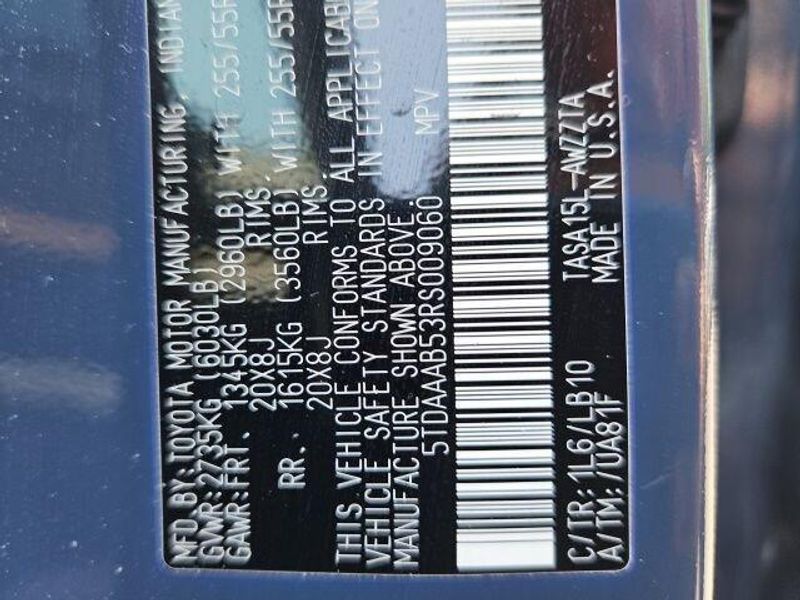 MFD BY: TOYOTA MOTOR MANUFACTURING, INDIAN
GVWR: 2735KG (6030LB)
GAWR: FRT. 1345KG (2960LB) WITH 255/55R
20X8J RIMS.
RR. 1615KG (3560LB) WITH 255/55R
20X8J RIMS.
THIS VEHICLE CONFORMS TO ALL APPLICABL
VEHICLE SAFETY STANDARDS IN EFFECT ON
MANUFACTURE SHOWN ABOVE.
5TDAAAB53RS009060 MPV
C/TR: 1L6/LB10 TASA15L-AWZZTA
A/TM: /UA81F MADE IN U.S.A.